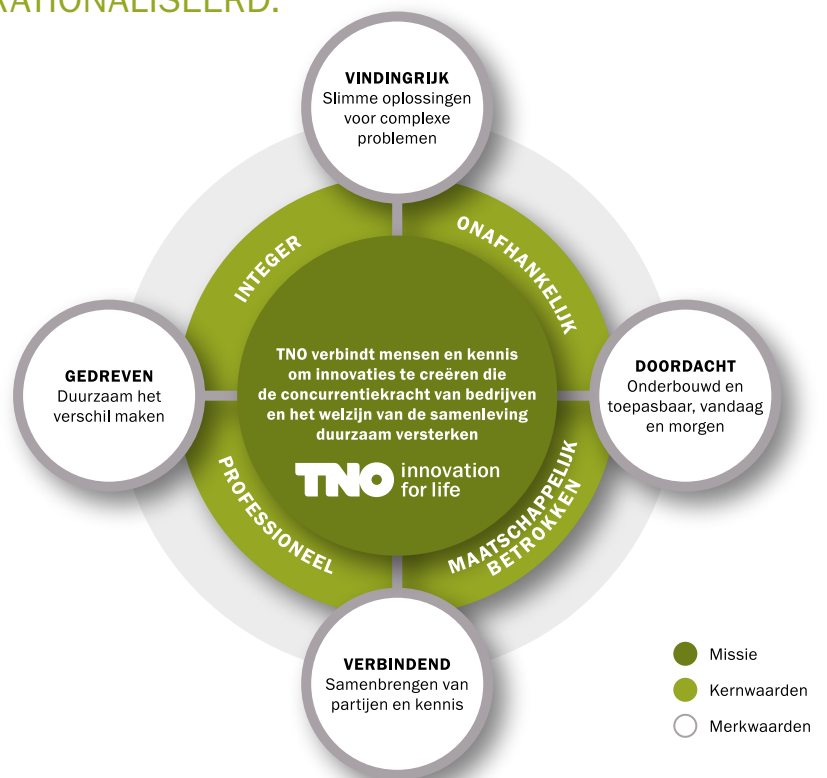 RATIONALISEERD.
VINDINGRIJK
Slimme oplossingen
voor complexe
problemen
INTEGER
ONAFHANKELIJK
GEDREVEN
Duurzaam het
verschil maken
TNO verbindt mensen en kennis
om innovaties te creëren die
de concurrentiekracht van bedrijven
en het welzijn van de samenleving
duurzaam versterken
TNO innovation
for life
DOORDACHT
Onderbouwd en
toepasbaar, vandaag
en morgen
PROFESSIONEEL
MAATSCHAPPELIJK
BETROKKEN
VERBINDEND
Samenbrengen van
partijen en kennis
Missie
Kernwaarden
Merkwaarden